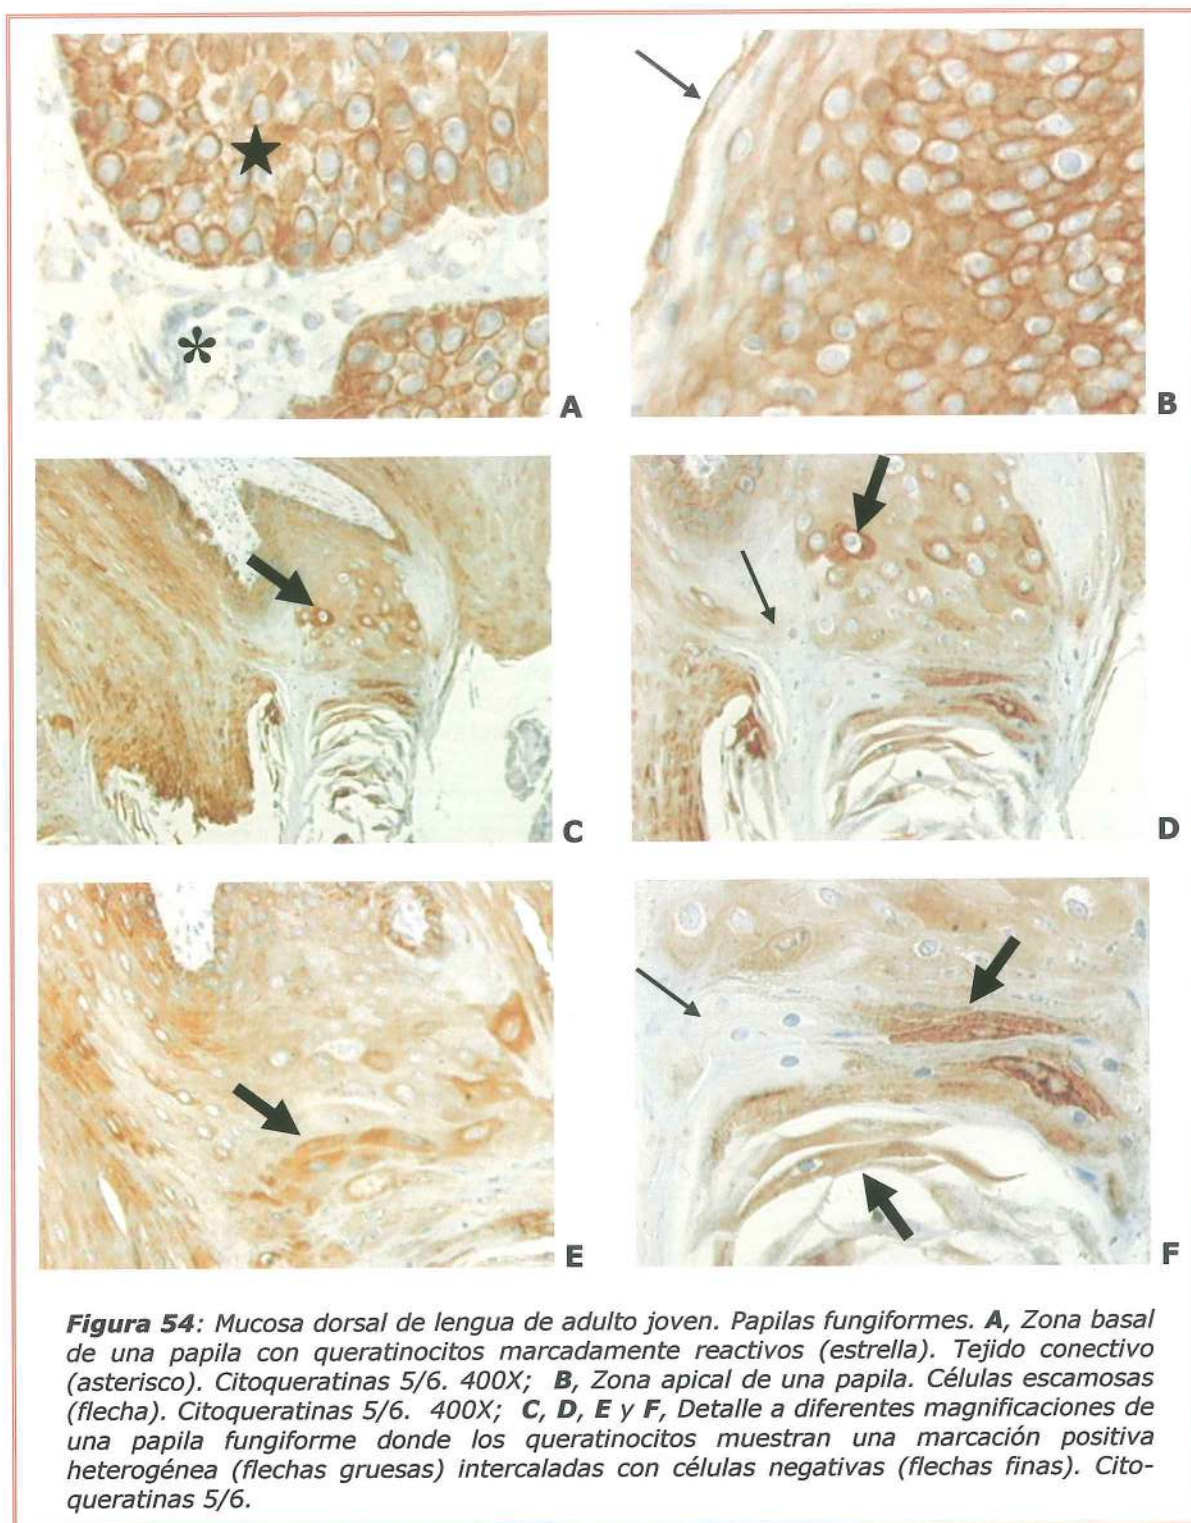 A
B
C
D
E
F
Figura 54: Mucosa dorsal de lengua de adulto joven. Papilas fungiformes. A, Zona basal
de una papila con queratinocitos marcadamente reactivos (estrella). Tejido conectivo
(asterisco). Citoqueratinas 5/6. 400X; B, Zona apical de una papila. Células escamosas
(flecha). Citoqueratinas 5/6. 400X; C, D, E y F, Detalle a diferentes magnificaciones de
una papila fungiforme donde los queratinocitos muestran una marcación positiva
heterogénea (flechas gruesas) intercaladas con células negativas (flechas finas). Cito-
queratinas 5/6.